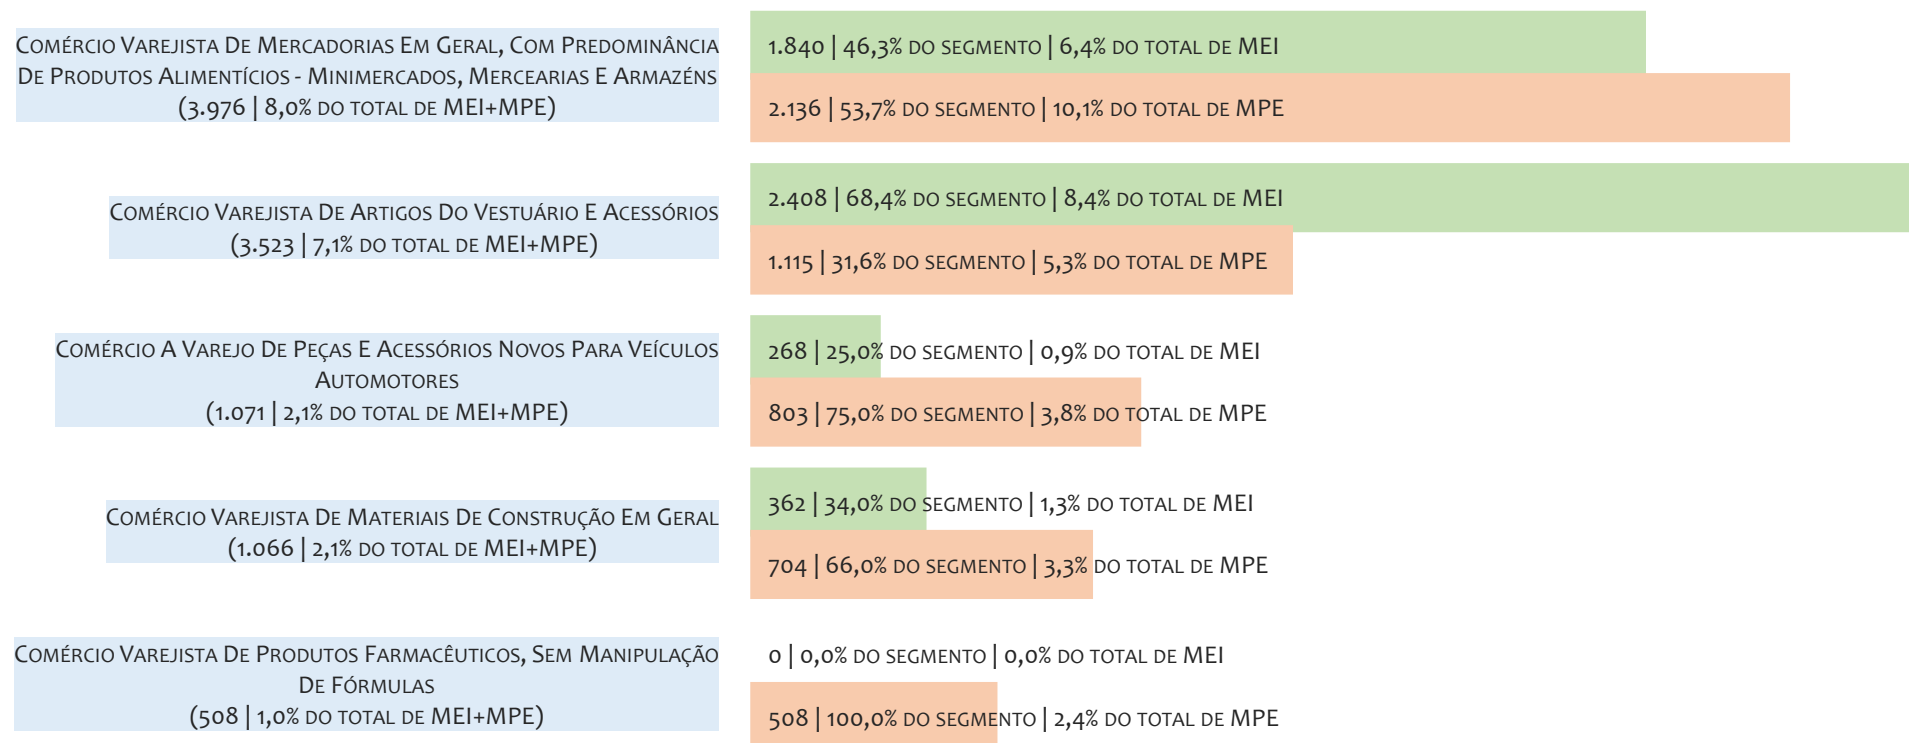 Comércio Varejista De Mercadorias Em Geral, Com Predominância
De Produtos Alimentícios - Minimercados, Mercearias E Armazéns
(3.976 | 8,0% do total de MEI+MPE)
1.840 | 46,3% do segmento | 6,4% do total de MEI
2.136 | 53,7% do segmento | 10,1% do total de MPE
Comércio Varejista De Artigos Do Vestuário E Acessórios
(3.523 | 7,1% do total de MEI+MPE)
2.408 | 68,4% do segmento | 8,4% do total de MEI
1.115 | 31,6% do segmento | 5,3% do total de MPE
Comércio A Varejo De Peças E Acessórios Novos Para Veículos
Automotores
(1.071 | 2,1% do total de MEI+MPE)
268 | 25,0% do segmento | 0,9% do total de MEI
803 | 75,0% do segmento | 3,8% do total de MPE
Comércio Varejista De Materiais De Construção Em Geral
(1.066 | 2,1% do total de MEI+MPE)
362 | 34,0% do segmento | 1,3% do total de MEI
704 | 66,0% do segmento | 3,3% do total de MPE
Comércio Varejista De Produtos Farmacêuticos, Sem Manipulação
De Fórmulas
(508 | 1,0% do total de MEI+MPE)
0 | 0,0% do segmento | 0,0% do total de MEI
508 | 100,0% do segmento | 2,4% do total de MPE